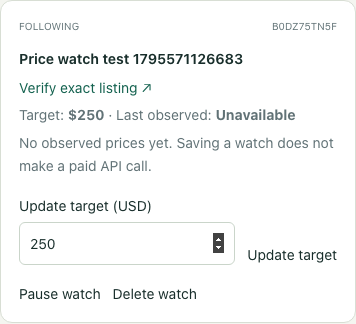 FOLLOWING B0DZ75TN5F
Price watch test 1795571126683
Verify exact listing ↗
Target: $250 · Last observed: Unavailable
No observed prices yet. Saving a watch does not
make a paid API call.
Update target (USD)
250
Update target
Pause watch Delete watch